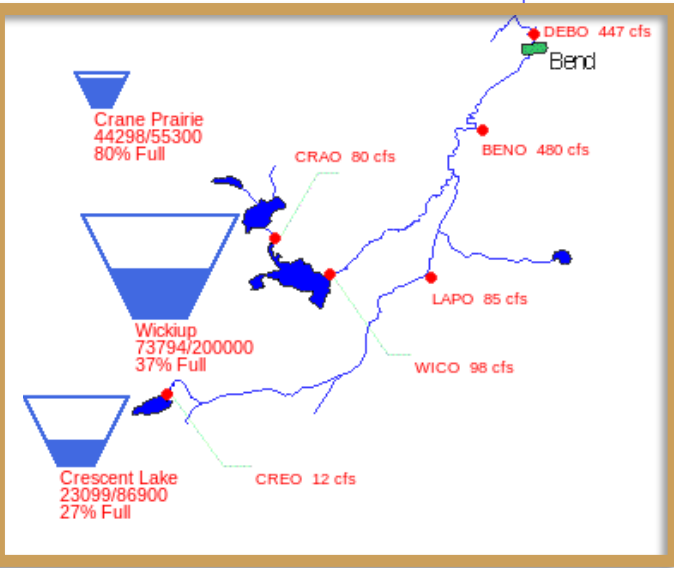 DEBO 447 cfs
Bend
Crane Prairie
44298/55300
80% Full
BENO 480 cfs
CRAO 80 cfs
LAPO 85 cfs
Wickiup
73794/200000
37% Full
WICO 98 cfs
Crescent Lake
23099/86900
27% Full
CREO 12 cfs